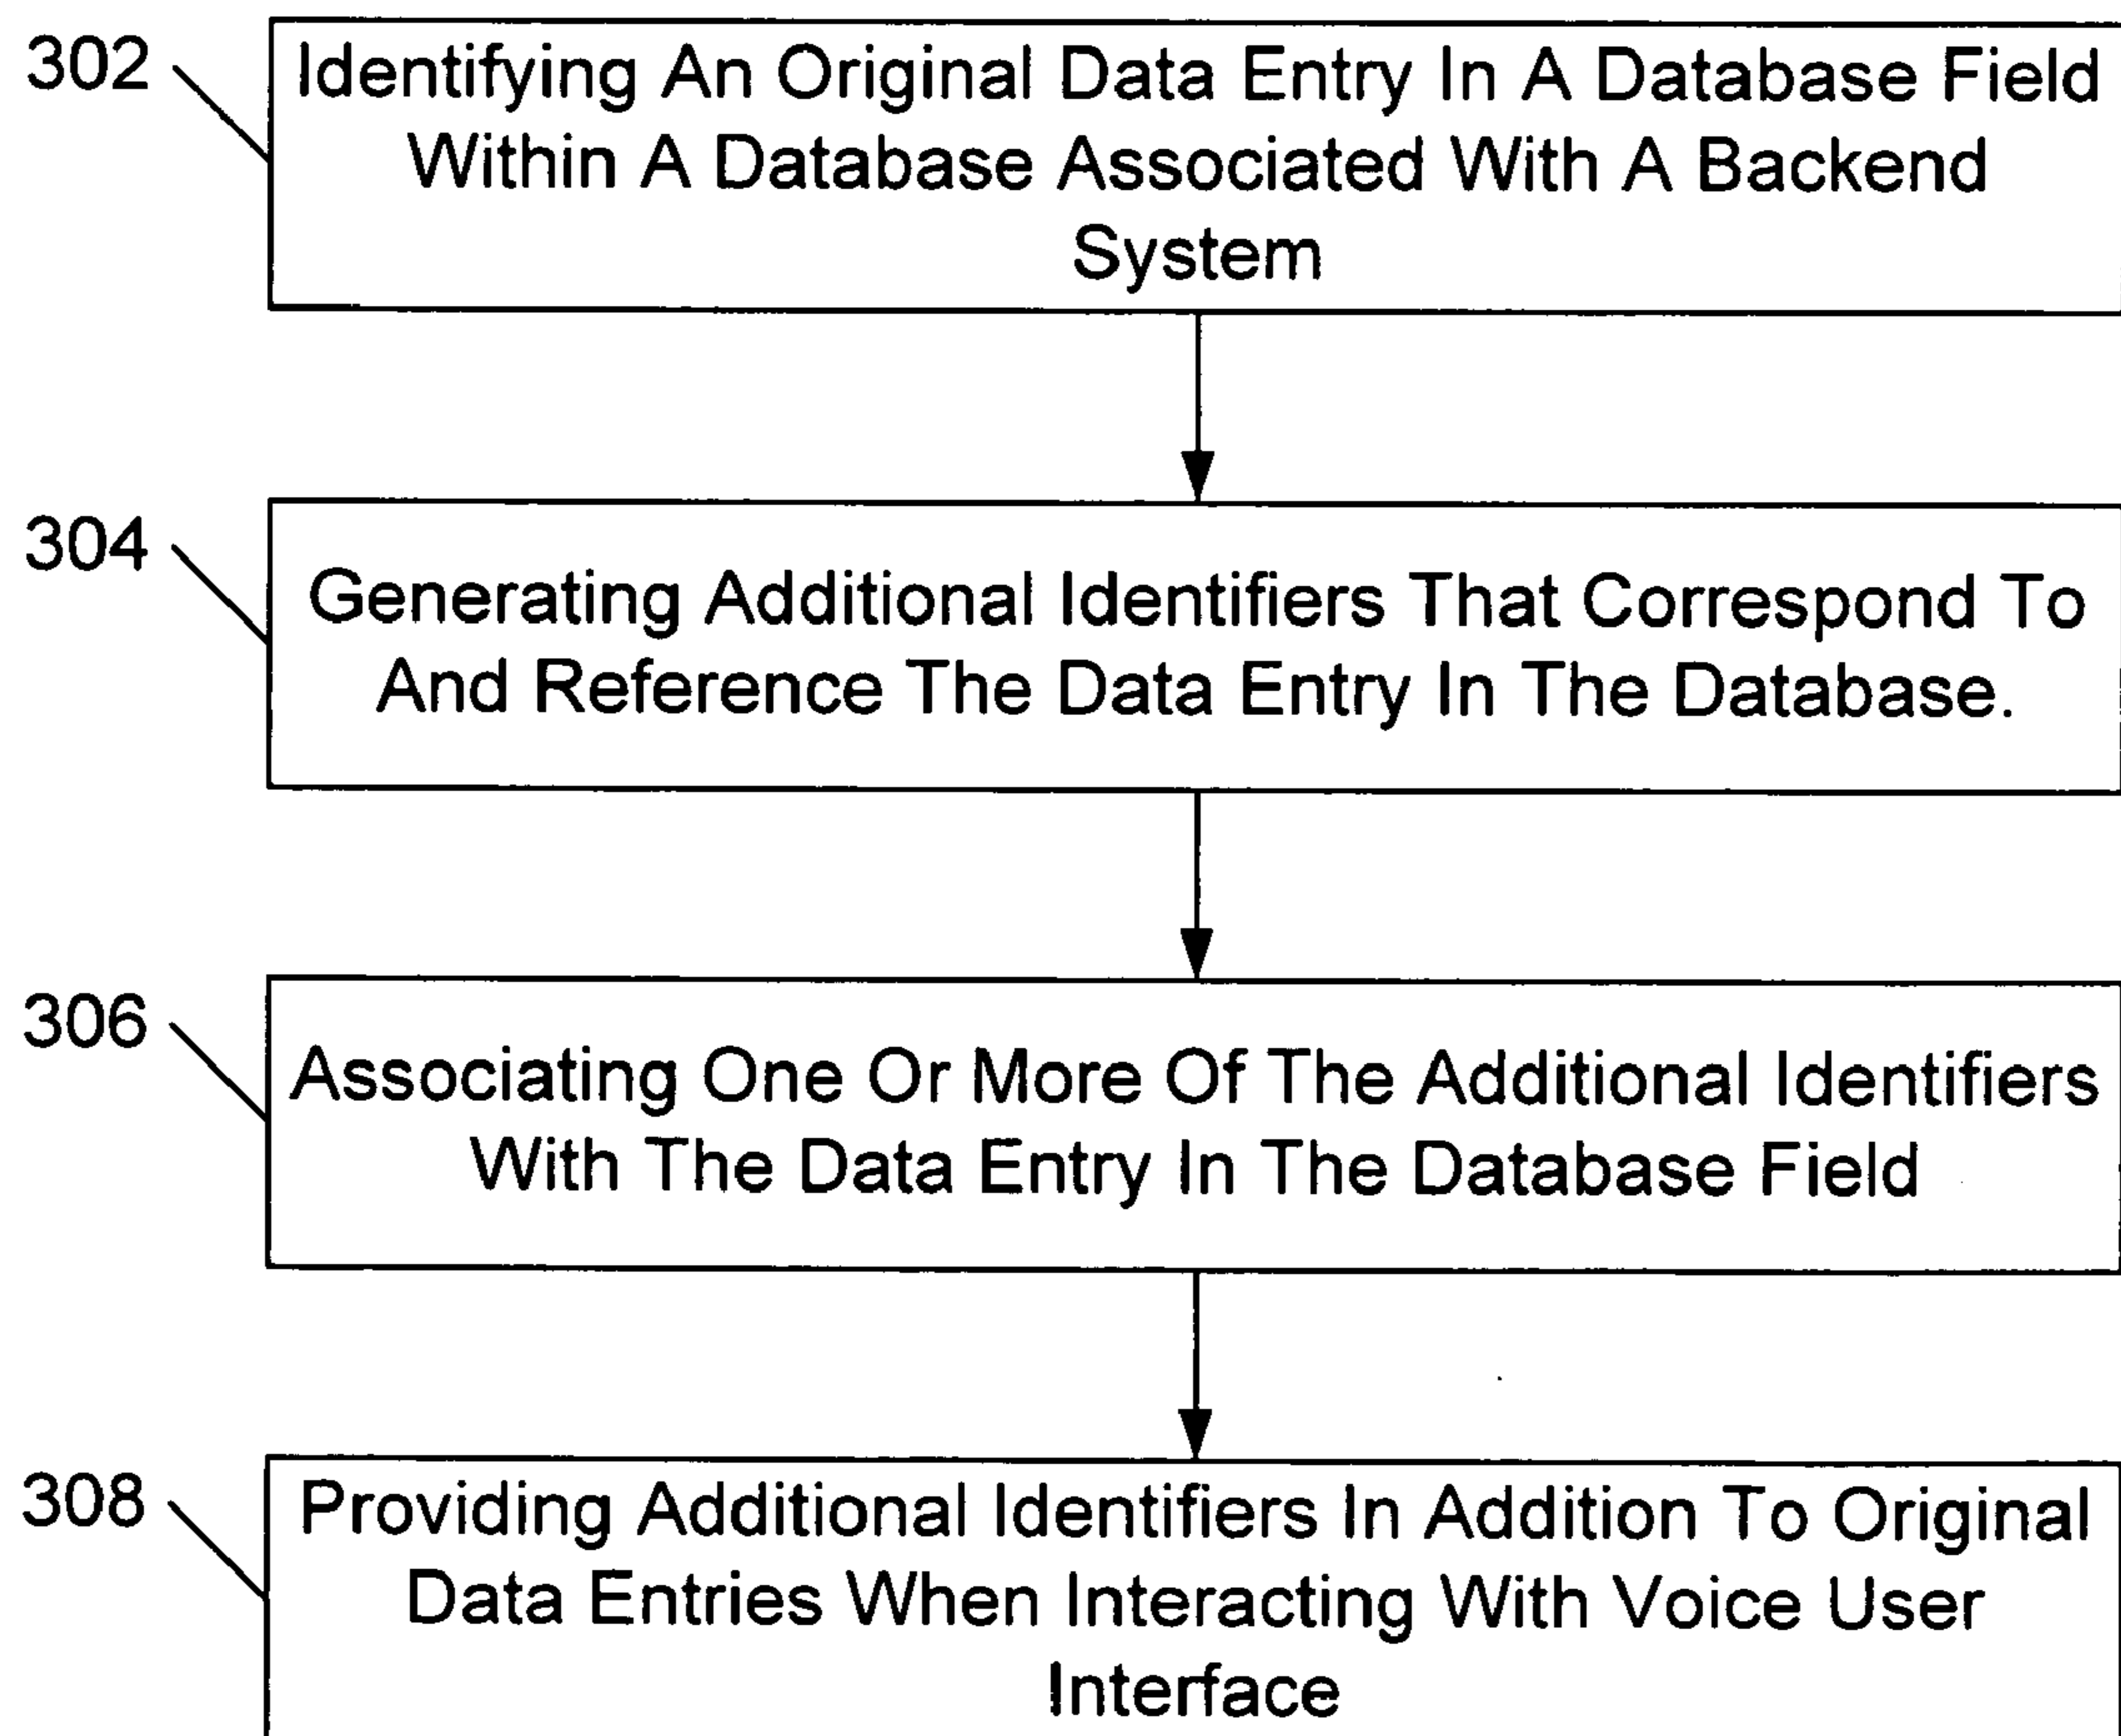 302
Identifying An Original Data Entry In A Database Field
Within A Database Associated With A Backend
System
304
Generating Additional Identifiers That Correspond To
And Reference The Data Entry In The Database.
306
Associating One Or More Of The Additional Identifiers
With The Data Entry In The Database Field
308
Providing Additional Identifiers In Addition To Original
Data Entries When Interacting With Voice User
Interface